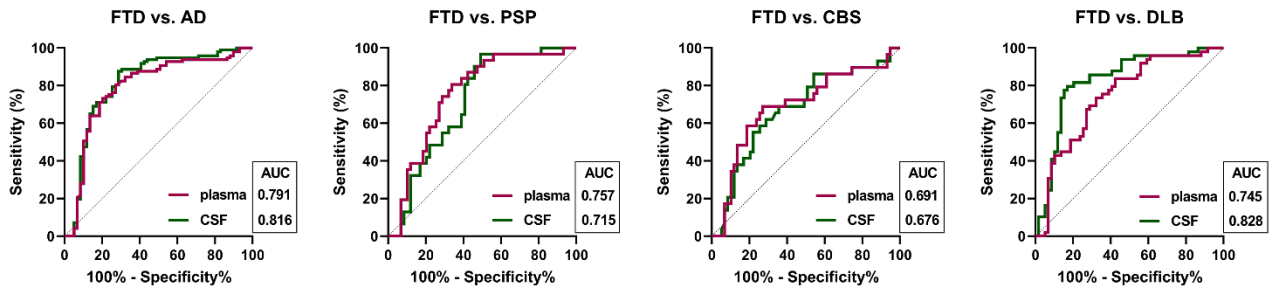 FTD vs. AD
100
80
60
40
20
0
Sensitivity (%)
0 20 40 60 80 100
100% - Specificity%
AUC
plasma 0.791
CSF 0.816
FTD vs. PSP
100
80
60
40
20
0
Sensitivity (%)
0 20 40 60 80 100
100% - Specificity%
AUC
plasma 0.757
CSF 0.715
FTD vs. CBS
100
80
60
40
20
0
Sensitivity (%)
0 20 40 60 80 100
100% - Specificity%
AUC
plasma 0.691
CSF 0.676
FTD vs. DLB
100
80
60
40
20
0
Sensitivity (%)
0 20 40 60 80 100
100% - Specificity%
AUC
plasma 0.745
CSF 0.828